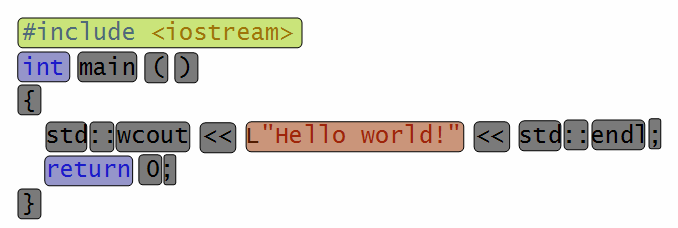 #include <iostream>
int main ()
{
std::wcout << L"Hello world!" << std::endl;
return 0;
}